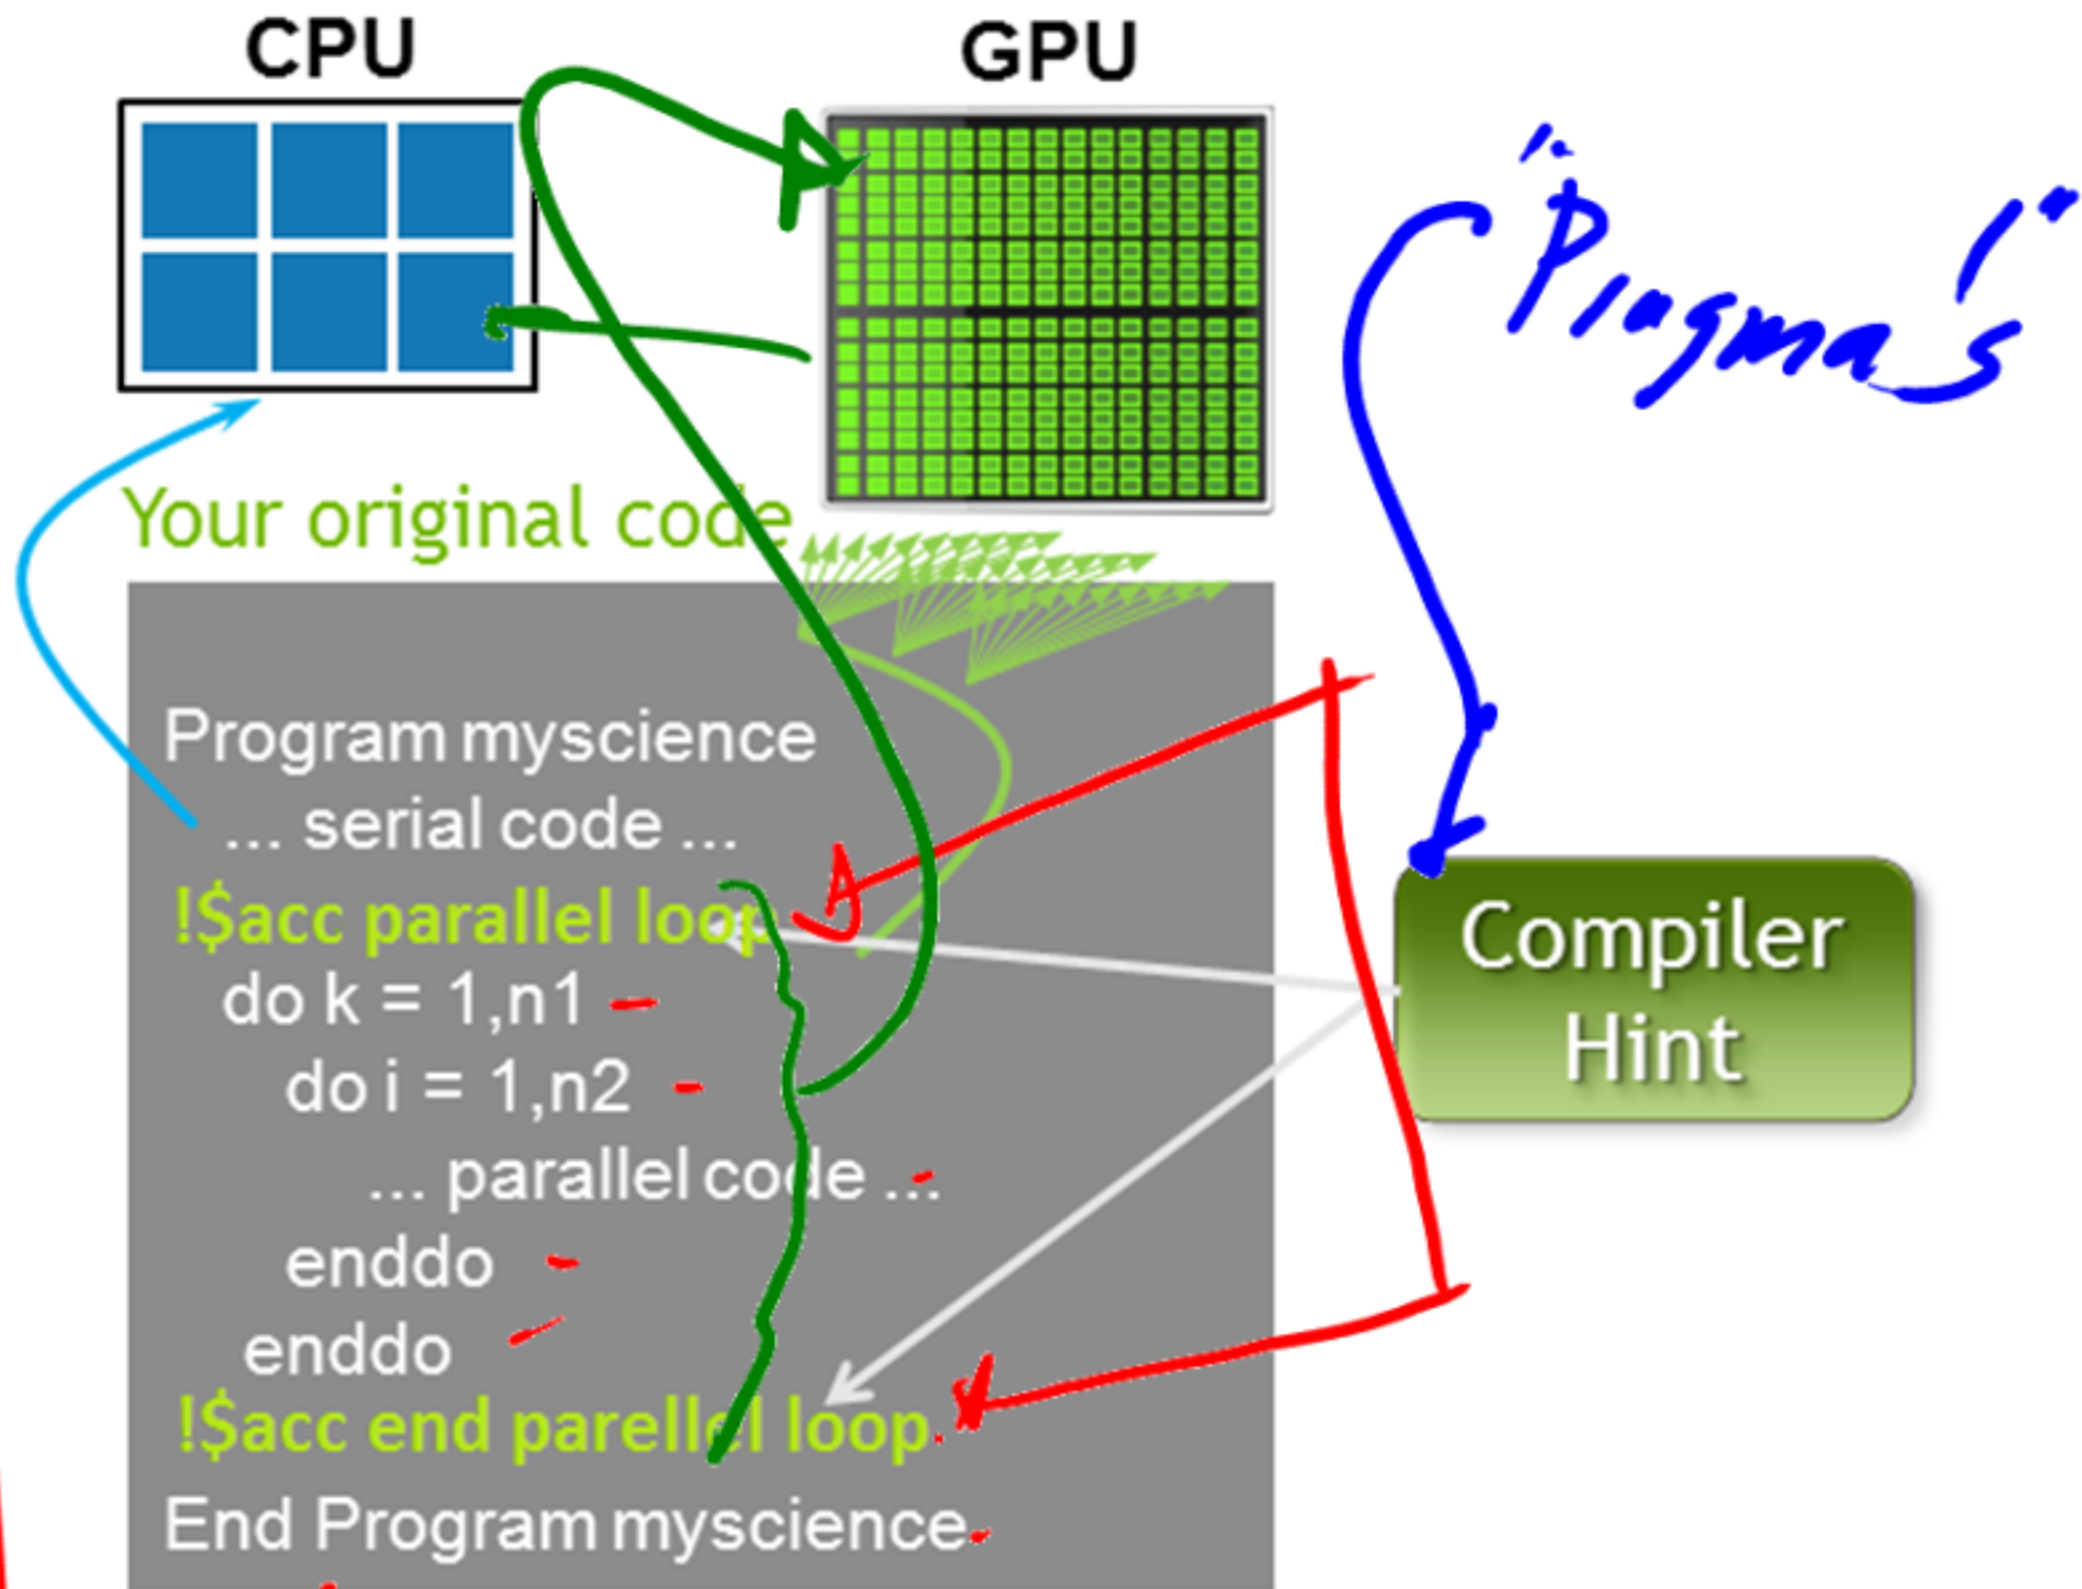 CPU
GPU
"Pragma's"
Your original code
Program myscience
... serial code ...
!$acc parallel loop
do k = 1,n1
do i = 1,n2
... parallel code ...
enddo
enddo
!$acc end parellel loop
End Program myscience
Compiler
Hint